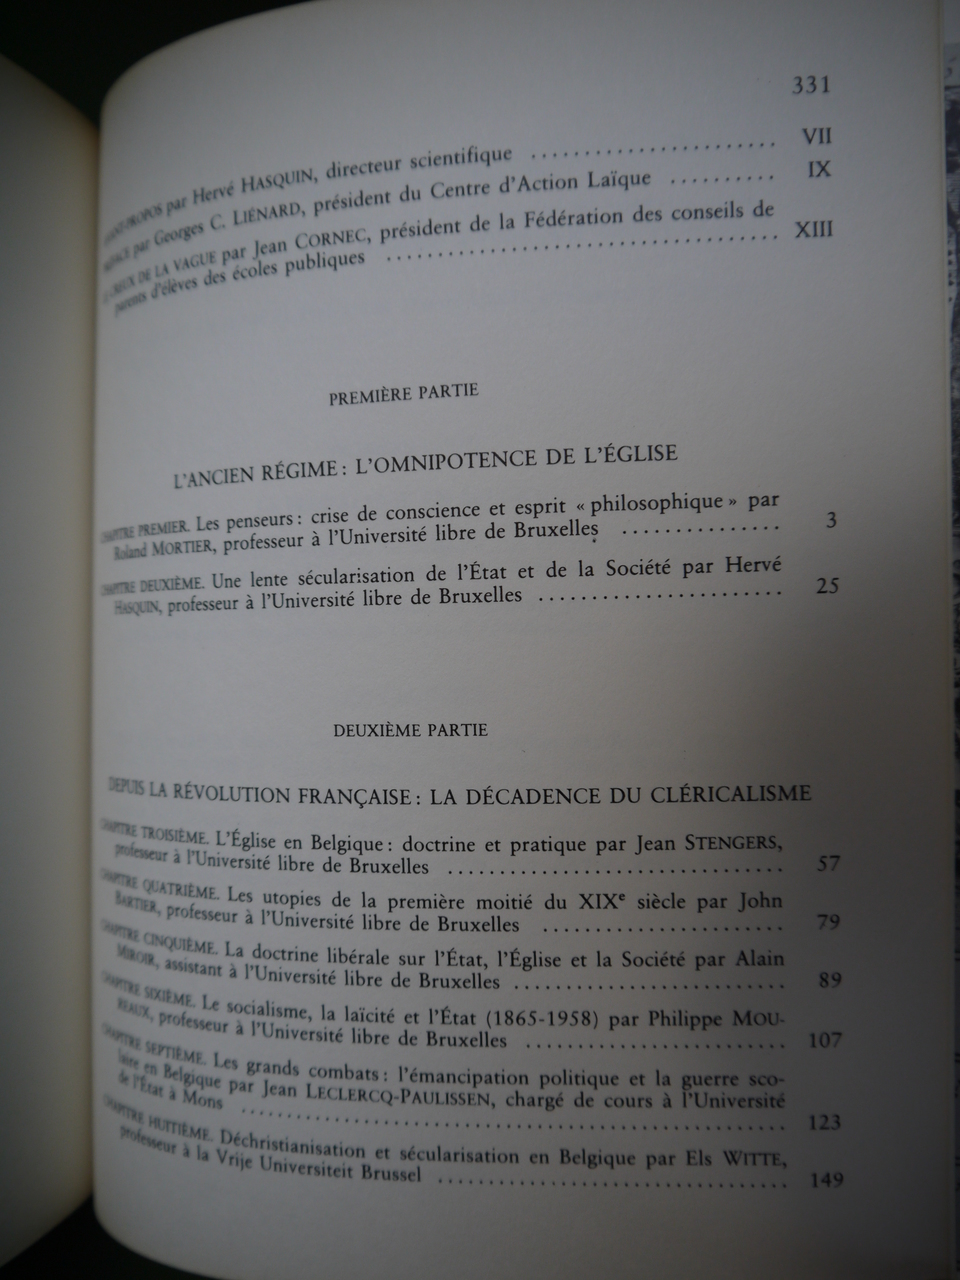 331
AVANT-PROPOS par Hervé HASQUIN, directeur scientifique ........................ VII
PRÉFACE par Georges C. LIÉNARD, président du Centre d'Action Laïque .......... IX
LE CREUX DE LA VAGUE par Jean CORNEC, président de la Fédération des conseils de
parents d'élèves des écoles publiques ..................................... XIII
PREMIÈRE PARTIE
L'ANCIEN RÉGIME : L'OMNIPOTENCE DE L'ÉGLISE
CHAPITRE PREMIER. Les penseurs : crise de conscience et esprit « philosophique » par
Roland MORTIER, professeur à l'Université libre de Bruxelles ............... 3
CHAPITRE DEUXIÈME. Une lente sécularisation de l'État et de la Société par Hervé
HASQUIN, professeur à l'Université libre de Bruxelles ....................... 25
DEUXIÈME PARTIE
DEPUIS LA RÉVOLUTION FRANÇAISE : LA DÉCADENCE DU CLÉRICALISME
CHAPITRE TROISIÈME. L'Église en Belgique : doctrine et pratique par Jean STENGERS,
professeur à l'Université libre de Bruxelles ............................... 57
CHAPITRE QUATRIÈME. Les utopies de la première moitié du XIXe siècle par John
BARTIER, professeur à l'Université libre de Bruxelles ...................... 79
CHAPITRE CINQUIÈME. La doctrine libérale sur l'État, l'Église et la Société par Alain
MIROIR, assistant à l'Université libre de Bruxelles ......................... 89
CHAPITRE SIXIÈME. Le socialisme, la laïcité et l'État (1865-1958) par Philippe MOU-
REAUX, professeur à l'Université libre de Bruxelles ........................ 107
CHAPITRE SEPTIÈME. Les grands combats : l'émancipation politique et la guerre sco-
laire en Belgique par Jean LECLERCQ-PAULISSEN, chargé de cours à l'Université
de l'État à Mons .................................................... 123
CHAPITRE HUITIÈME. Déchristianisation et sécularisation en Belgique par Els WITTE,
professeur à la Vrije Universiteit Brussel ................................ 149